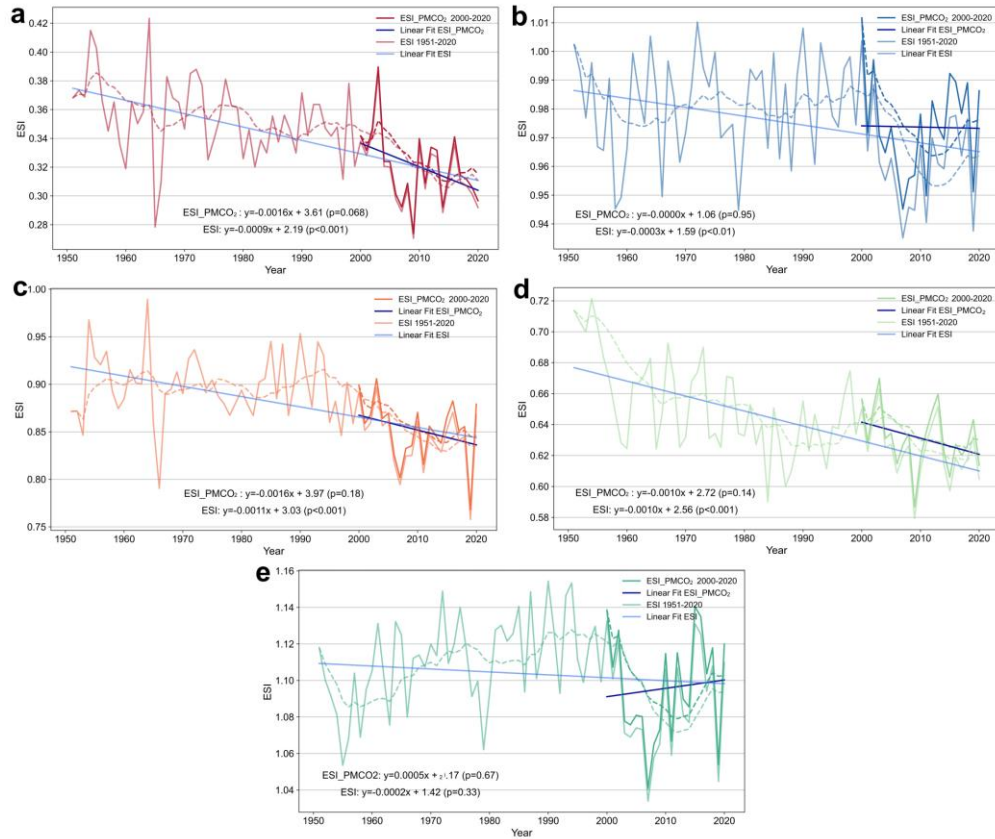 a
ESI_PMCO₂ 2000-2020
Linear Fit ESI_PMCO₂
ESI 1951-2020
Linear Fit ESI
0.42
0.40
0.38
0.36
0.34
0.32
0.30
0.28
ESI
ESI_PMCO₂ : y=-0.0016x + 3.61 (p=0.068)
ESI: y=-0.0009x + 2.19 (p<0.001)
1950 1960 1970 1980 1990 2000 2010 2020
Year
b
ESI_PMCO₂ 2000-2020
Linear Fit ESI_PMCO₂
ESI 1951-2020
Linear Fit ESI
1.01
1.00
0.99
0.98
0.97
0.96
0.95
0.94
ESI
ESI_PMCO₂ : y=-0.0000x + 1.06 (p=0.95)
ESI: y=-0.0003x + 1.59 (p<0.01)
1950 1960 1970 1980 1990 2000 2010 2020
Year
c
ESI_PMCO₂ 2000-2020
Linear Fit ESI_PMCO₂
ESI 1951-2020
Linear Fit ESI
1.00
0.95
0.90
0.85
0.80
0.75
ESI
ESI_PMCO₂ : y=-0.0016x + 3.97 (p=0.18)
ESI: y=-0.0011x + 3.03 (p<0.001)
1950 1960 1970 1980 1990 2000 2010 2020
Year
d
ESI_PMCO₂ 2000-2020
Linear Fit ESI_PMCO₂
ESI 1951-2020
Linear Fit ESI
0.72
0.70
0.68
0.66
0.64
0.62
0.60
0.58
ESI
ESI_PMCO₂ : y=-0.0010x + 2.72 (p=0.14)
ESI: y=-0.0010x + 2.56 (p<0.001)
1950 1960 1970 1980 1990 2000 2010 2020
Year
e
ESI_PMCO₂ 2000-2020
Linear Fit ESI_PMCO₂
ESI 1951-2020
Linear Fit ESI
1.16
1.14
1.12
1.10
1.08
1.06
1.04
ESI
ESI_PMCO2: y=0.0005x + .17 (p=0.67)
ESI: y=-0.0002x + 1.42 (p=0.33)
1950 1960 1970 1980 1990 2000 2010 2020
Year